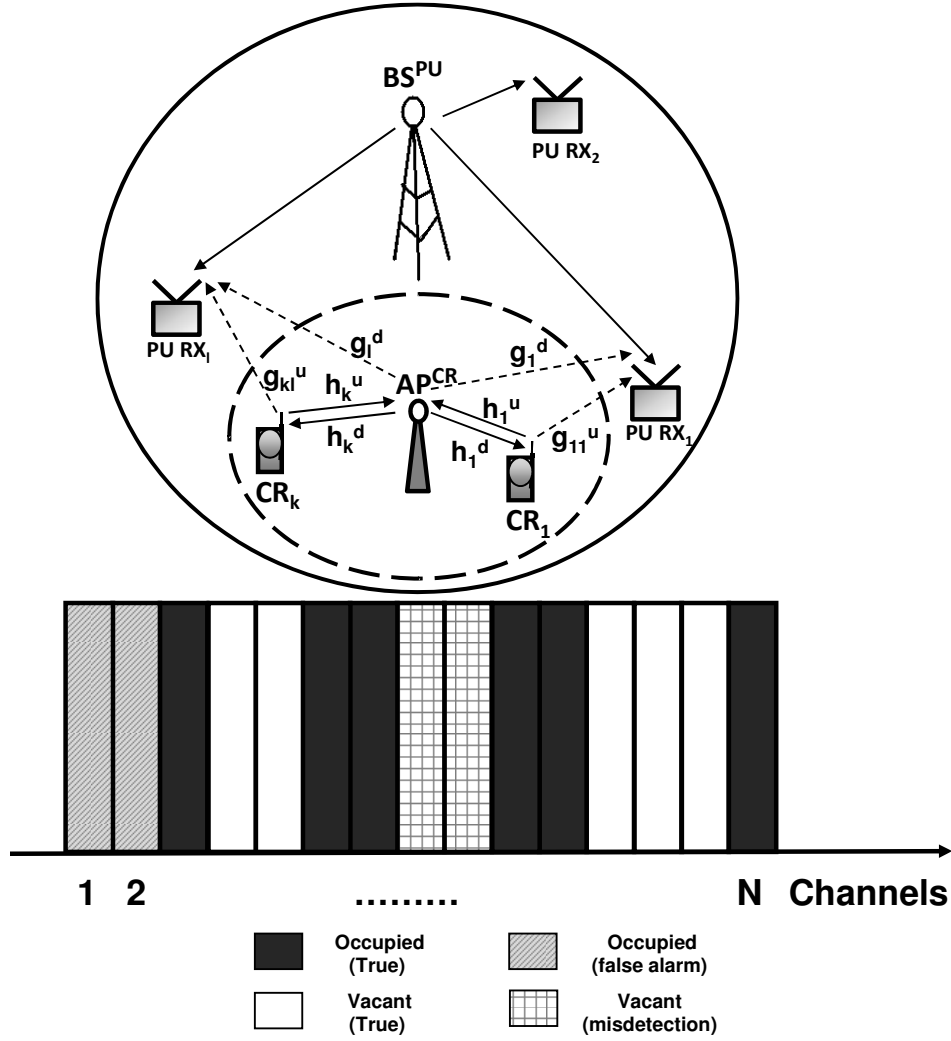 BS^PU
PU RX_2
PU RX_l
g_l^d
g_1^d
g_kl^u
h_k^u
AP^CR
h_1^u
PU RX_1
h_k^d
h_1^d
g_11^u
CR_k
CR_1
1 2 ......... N Channels
Occupied
(True)
Occupied
(false alarm)
Vacant
(True)
Vacant
(misdetection)